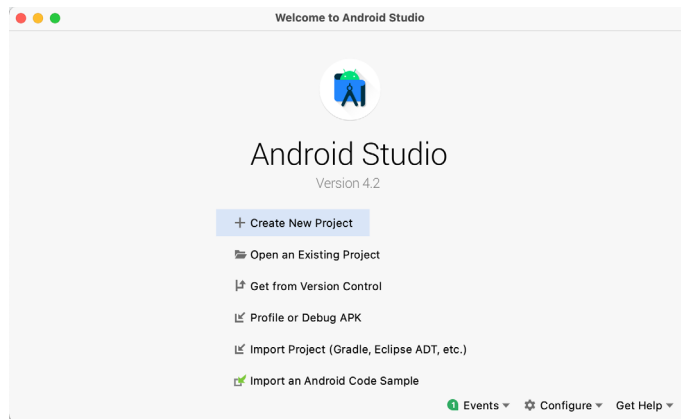 Welcome to Android Studio
Android Studio
Version 4.2
Create New Project
Open an Existing Project
Get from Version Control
Profile or Debug APK
Import Project (Gradle, Eclipse ADT, etc.)
Import an Android Code Sample
1 Events Configure Get Help